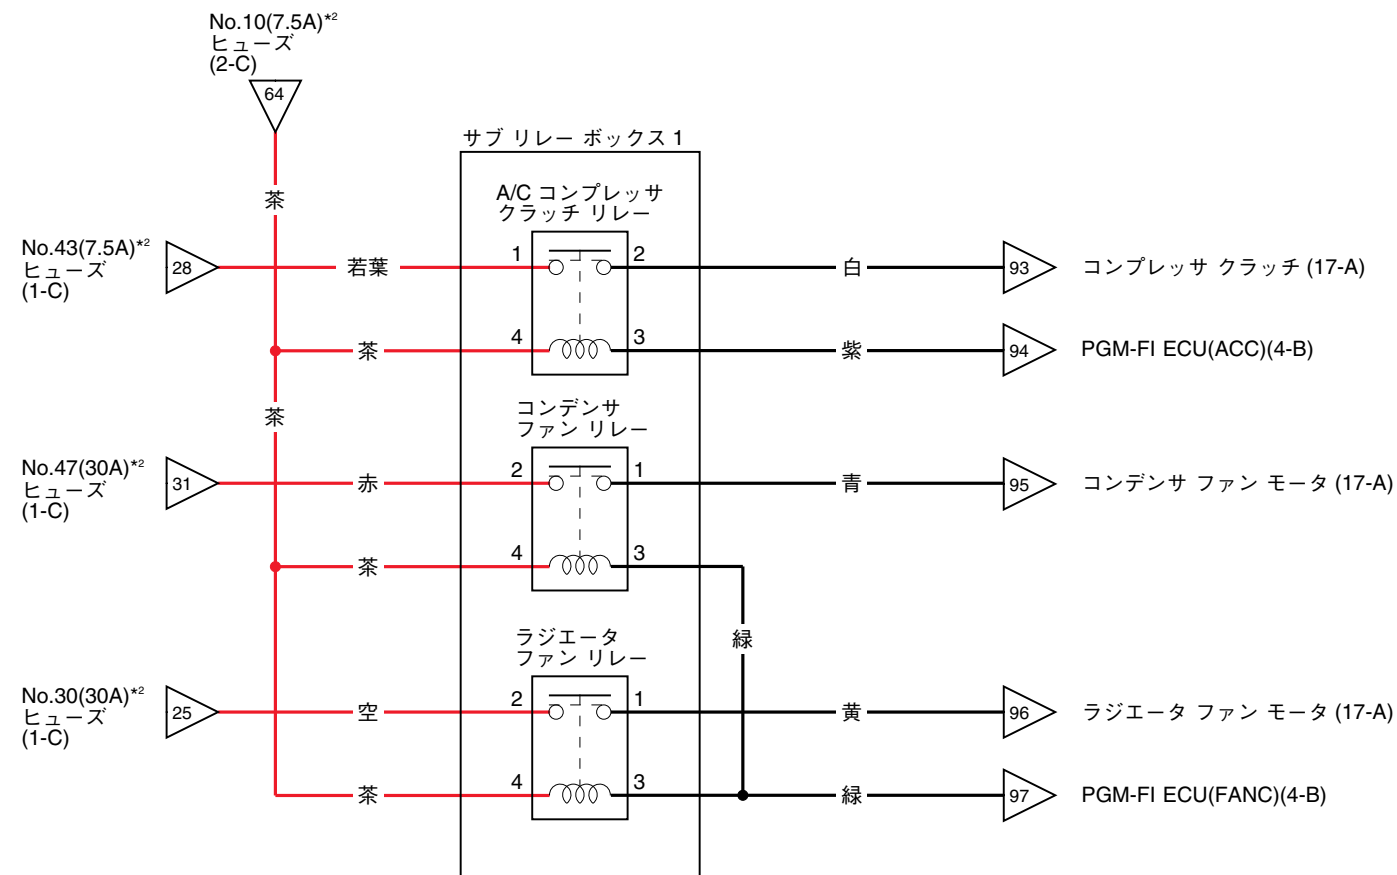 No.10(7.5A)*2
ヒューズ
(2-C)
64
サブ リレー ボックス 1
茶
A/C コンプレッサ
クラッチ リレー
No.43(7.5A)*2
ヒューズ
(1-C)
28
若葉
1
2
白
93
コンプレッサ クラッチ (17-A)
茶
4
3
紫
94
PGM-FI ECU(ACC)(4-B)
茶
コンデンサ
ファン リレー
No.47(30A)*2
ヒューズ
(1-C)
31
赤
2
1
青
95
コンデンサ ファン モータ (17-A)
茶
4
3
緑
ラジエータ
ファン リレー
No.30(30A)*2
ヒューズ
(1-C)
25
空
2
1
黄
96
ラジエータ ファン モータ (17-A)
茶
4
3
緑
97
PGM-FI ECU(FANC)(4-B)